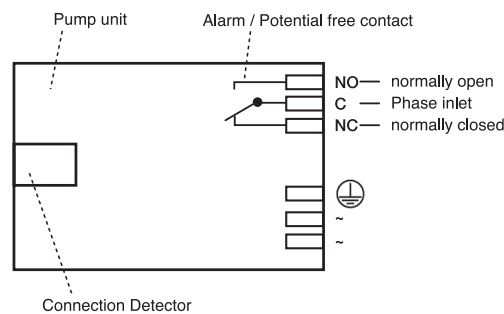 Pump unit
Alarm / Potential free contact
NO — normally open
C — Phase inlet
NC — normally closed
~
~
Connection Detector